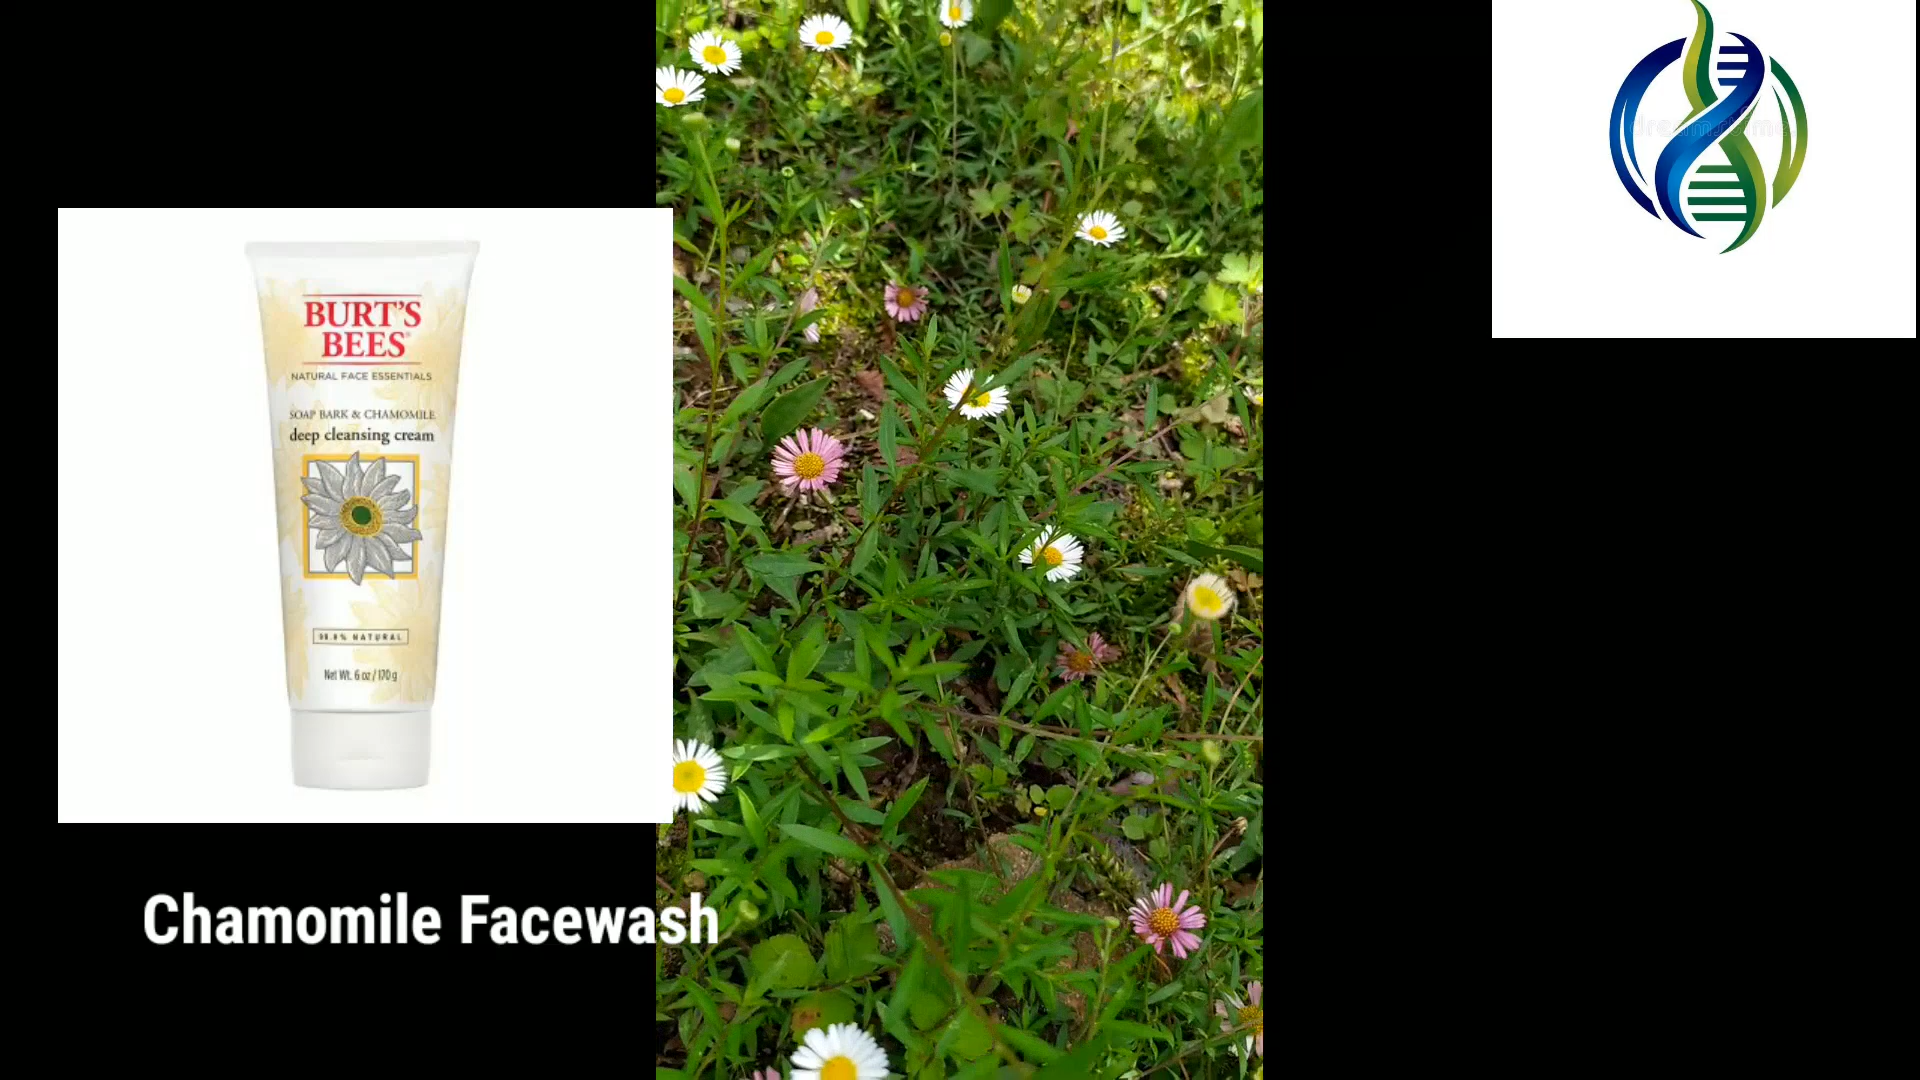 BURT'S
BEES
NATURAL FACE ESSENTIALS
SOAP BARK & CHAMOMILE
deep cleansing cream
NATURAL
Net Wt. 6 oz / 170 g
Chamomile Facewash
dreamstime